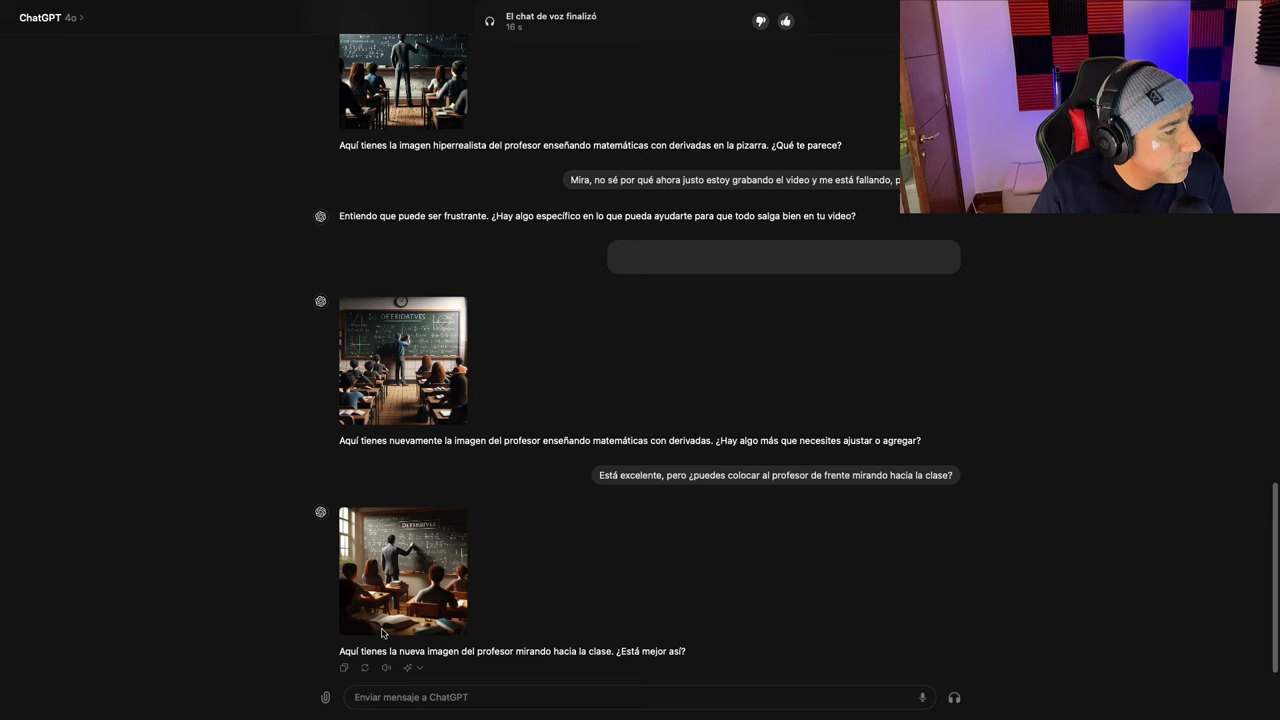 ChatGPT 4o >
El chat de voz finalizó
16 s
Aquí tienes la imagen hiperrealista del profesor enseñando matemáticas con derivadas en la pizarra. ¿Qué te parece?
Mira, no sé por qué ahora justo estoy grabando el video y me está fallando, p
Entiendo que puede ser frustrante. ¿Hay algo específico en lo que pueda ayudarte para que todo salga bien en tu video?
Aquí tienes nuevamente la imagen del profesor enseñando matemáticas con derivadas. ¿Hay algo más que necesites ajustar o agregar?
Está excelente, pero ¿puedes colocar al profesor de frente mirando hacia la clase?
Aquí tienes la nueva imagen del profesor mirando hacia la clase. ¿Está mejor así?
Enviar mensaje a ChatGPT